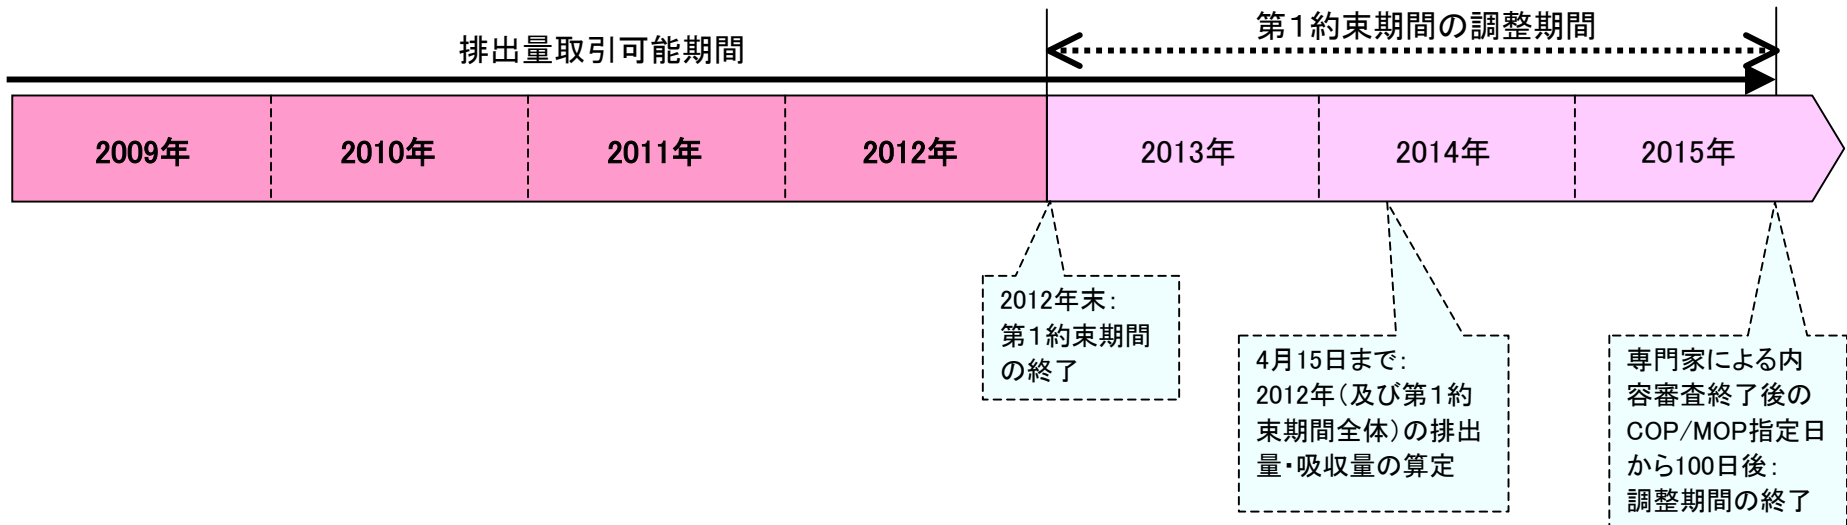 第１約束期間の調整期間
排出量取引可能期間
2009年
2010年
2011年
2012年
2013年
2014年
2015年
2012年末：
第１約束期間
の終了
4月15日まで：
2012年（及び第１約
束期間全体）の排出
量・吸収量の算定
専門家による内
容審査終了後の
COP/MOP指定日
から100日後：
調整期間の終了